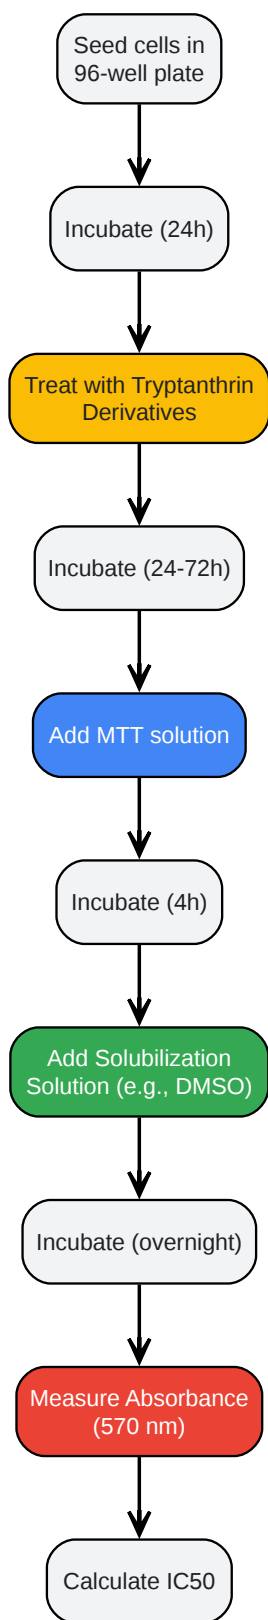 Seed cells in
96-well plate
Incubate (24h)
Treat with Tryptanthrin
Derivatives
Incubate (24-72h)
Add MTT solution
Incubate (4h)
Add Solubilization
Solution (e.g., DMSO)
Incubate (overnight)
Measure Absorbance
(570 nm)
Calculate IC50